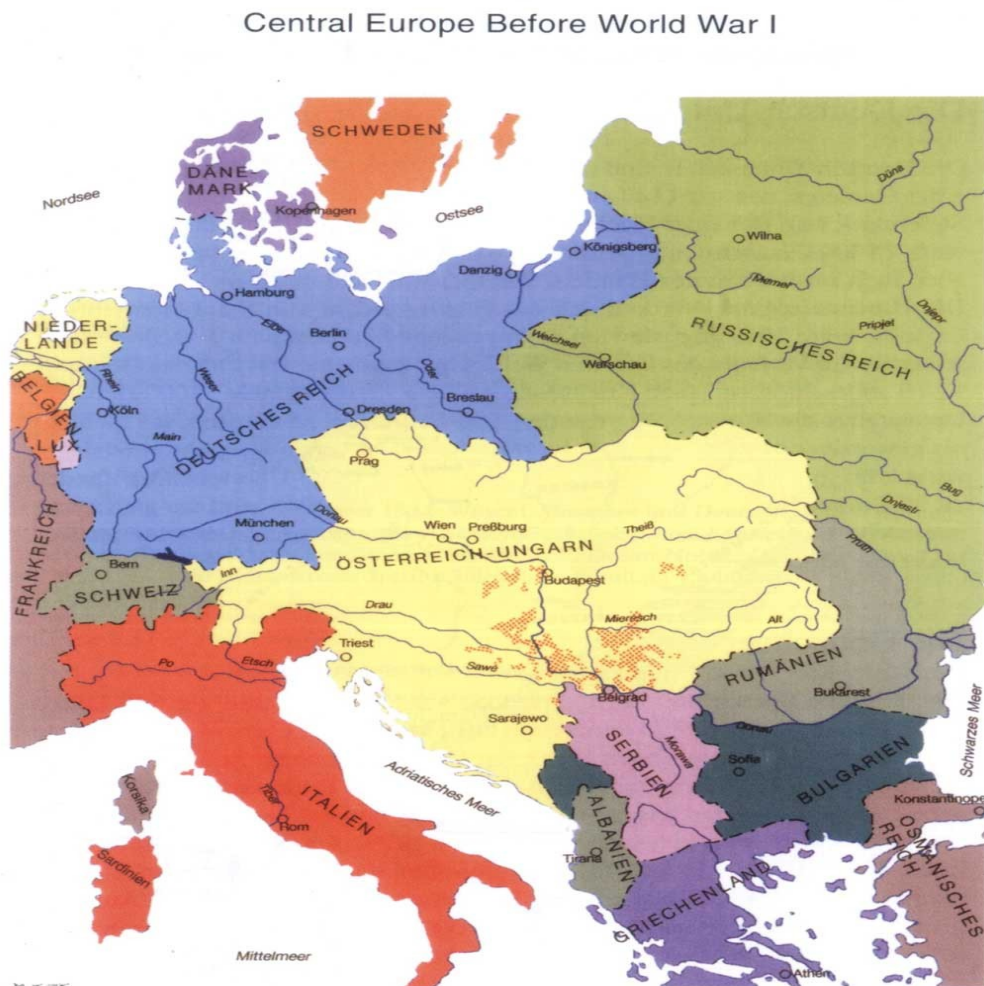 Central Europe Before World War I
SCHWEDEN
DÄNE-
MARK
Nordsee
Kopenhagen
Ostsee
Düna
Wilna
Königsberg
Danzig
Memel
Hamburg
Dnjepr
NIEDER-
LANDE
Elbe
Berlin
Weichsel
Warschau
RUSSISCHES REICH
Pripjet
BELGIEN
Rhein
Weser
Oder
Köln
DEUTSCHES REICH
Dresden
Breslau
LUX
Main
Prag
Bug
Dnjestr
FRANKREICH
München
Donau
Wien
Preßburg
Theiß
Pruth
ÖSTERREICH-UNGARN
Bern
SCHWEIZ
Inn
Budapest
Drau
Mieresch
Alt
Triest
Po
Etsch
Sawe
RUMÄNIEN
Belgrad
Bukarest
Sarajewo
SERBIEN
Morawa
Donau
Sofia
BULGARIEN
Schwarzes Meer
Adriatisches Meer
Korsika
ITALIEN
Tiber
Rom
ALBANIEN
Tirana
Konstantinope
OSMANISCHES
REICH
Sardinien
GRIECHENLAND
Mittelmeer
Athen